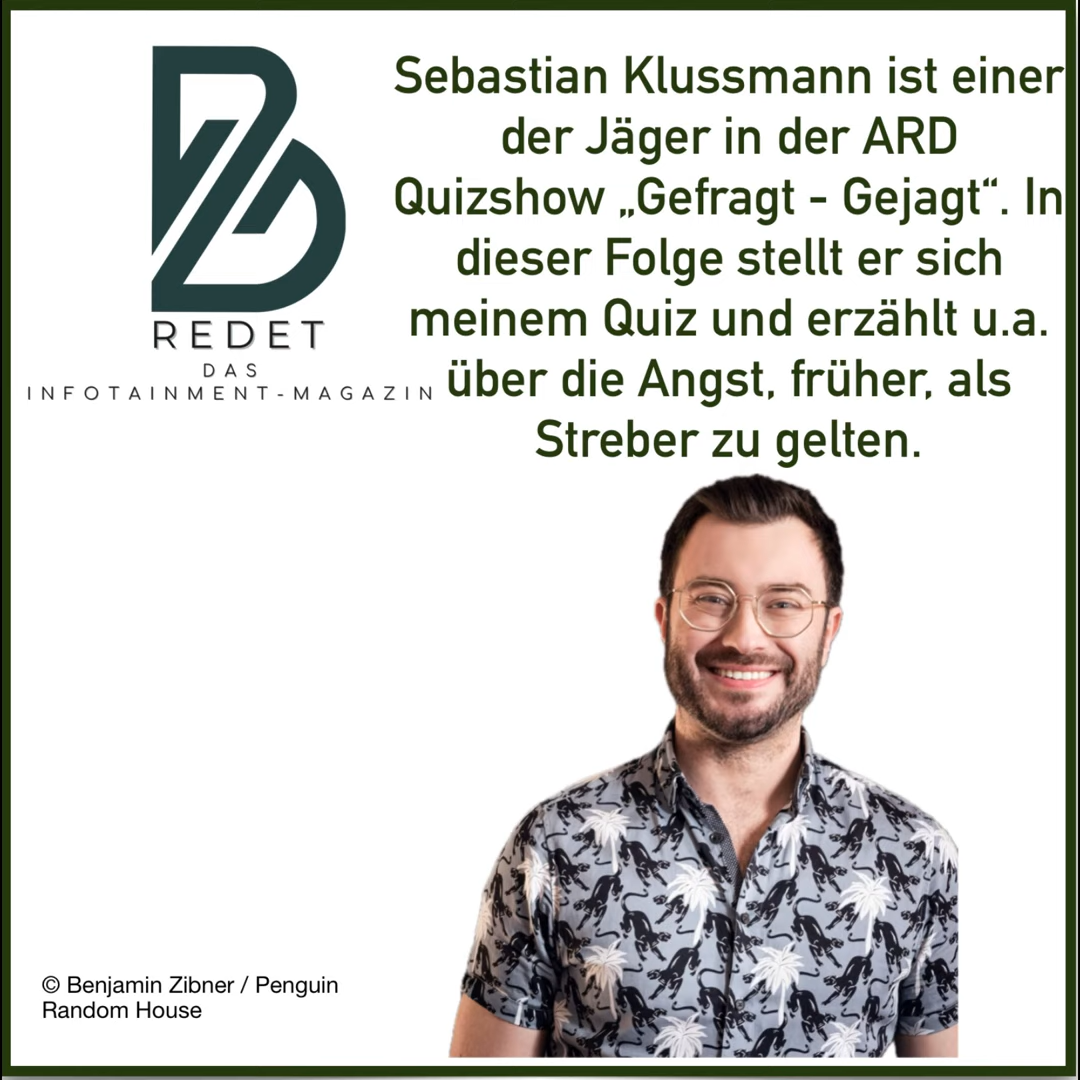 REDET
DAS
INFOTAINMENT-MAGAZIN
Sebastian Klussmann ist einer
der Jäger in der ARD
Quizshow „Gefragt - Gejagt“. In
dieser Folge stellt er sich
meinem Quiz und erzählt u.a.
über die Angst, früher, als
Streber zu gelten.
© Benjamin Zibner / Penguin
Random House